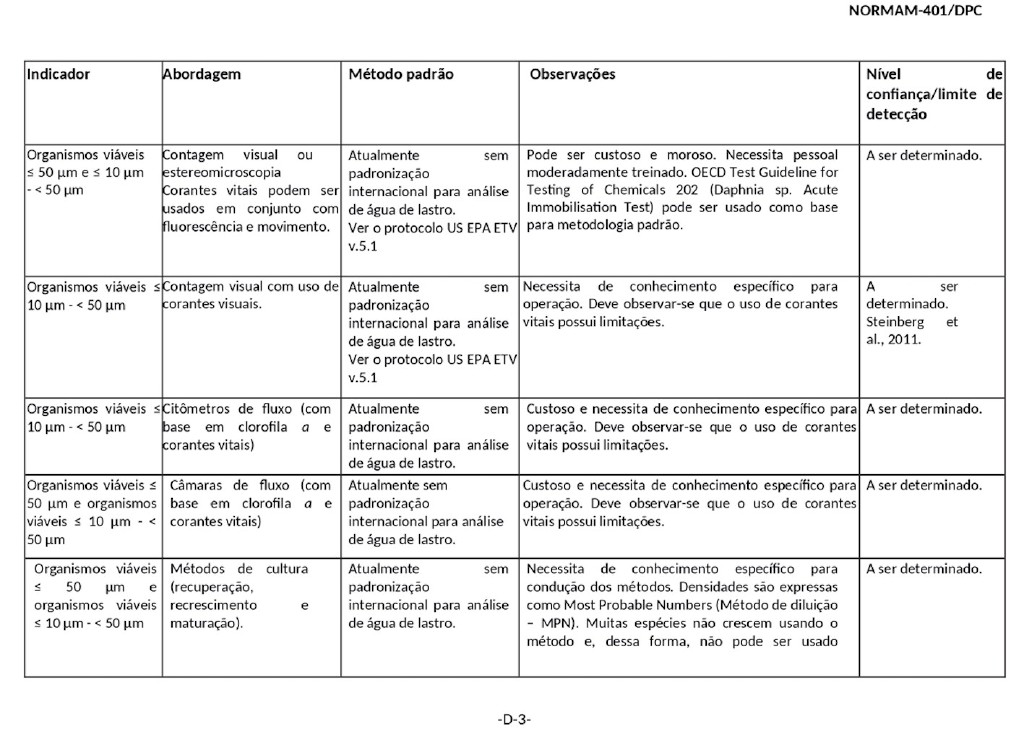 NORMAM-401/DPC
Indicador
Abordagem
Método padrão
Observações
Nível de
confiança/limite de
detecção
Organismos viáveis
≤ 50 µm e ≤ 10 µm
- < 50 µm
Contagem visual ou
estereomicroscopia
Corantes vitais podem ser
usados em conjunto com
fluorescência e movimento.
Atualmente sem
padronização
internacional para análise
de água de lastro.
Ver o protocolo US EPA ETV
v.5.1
Pode ser custoso e moroso. Necessita pessoal
moderadamente treinado. OECD Test Guideline for
Testing of Chemicals 202 (Daphnia sp. Acute
Immobilisation Test) pode ser usado como base
para metodologia padrão.
A ser determinado.
Organismos viáveis ≤
10 µm - < 50 µm
Contagem visual com uso de
corantes visuais.
Atualmente sem
padronização
internacional para análise
de água de lastro.
Ver o protocolo US EPA ETV
v.5.1
Necessita de conhecimento específico para
operação. Deve observar-se que o uso de corantes
vitais possui limitações.
A ser
determinado.
Steinberg et
al., 2011.
Organismos viáveis ≤
10 µm - < 50 µm
Citômetros de fluxo (com
base em clorofila a e
corantes vitais)
Atualmente sem
padronização
internacional para análise
de água de lastro.
Custoso e necessita de conhecimento específico para
operação. Deve observar-se que o uso de corantes
vitais possui limitações.
A ser determinado.
Organismos viáveis ≤
50 µm e organismos
viáveis ≤ 10 µm - <
50 µm
Câmaras de fluxo (com
base em clorofila a e
corantes vitais)
Atualmente sem
padronização
internacional para análise
de água de lastro.
Custoso e necessita de conhecimento específico para
operação. Deve observar-se que o uso de corantes
vitais possui limitações.
A ser determinado.
Organismos viáveis
≤ 50 µm e
organismos viáveis
≤ 10 µm - < 50 µm
Métodos de cultura
(recuperação,
recrescimento e
maturação).
Atualmente sem
padronização
internacional para análise
de água de lastro.
Necessita de conhecimento específico para
condução dos métodos. Densidades são expressas
como Most Probable Numbers (Método de diluição
– MPN). Muitas espécies não crescem usando o
método e, dessa forma, não pode ser usado
A ser determinado.
-D-3-